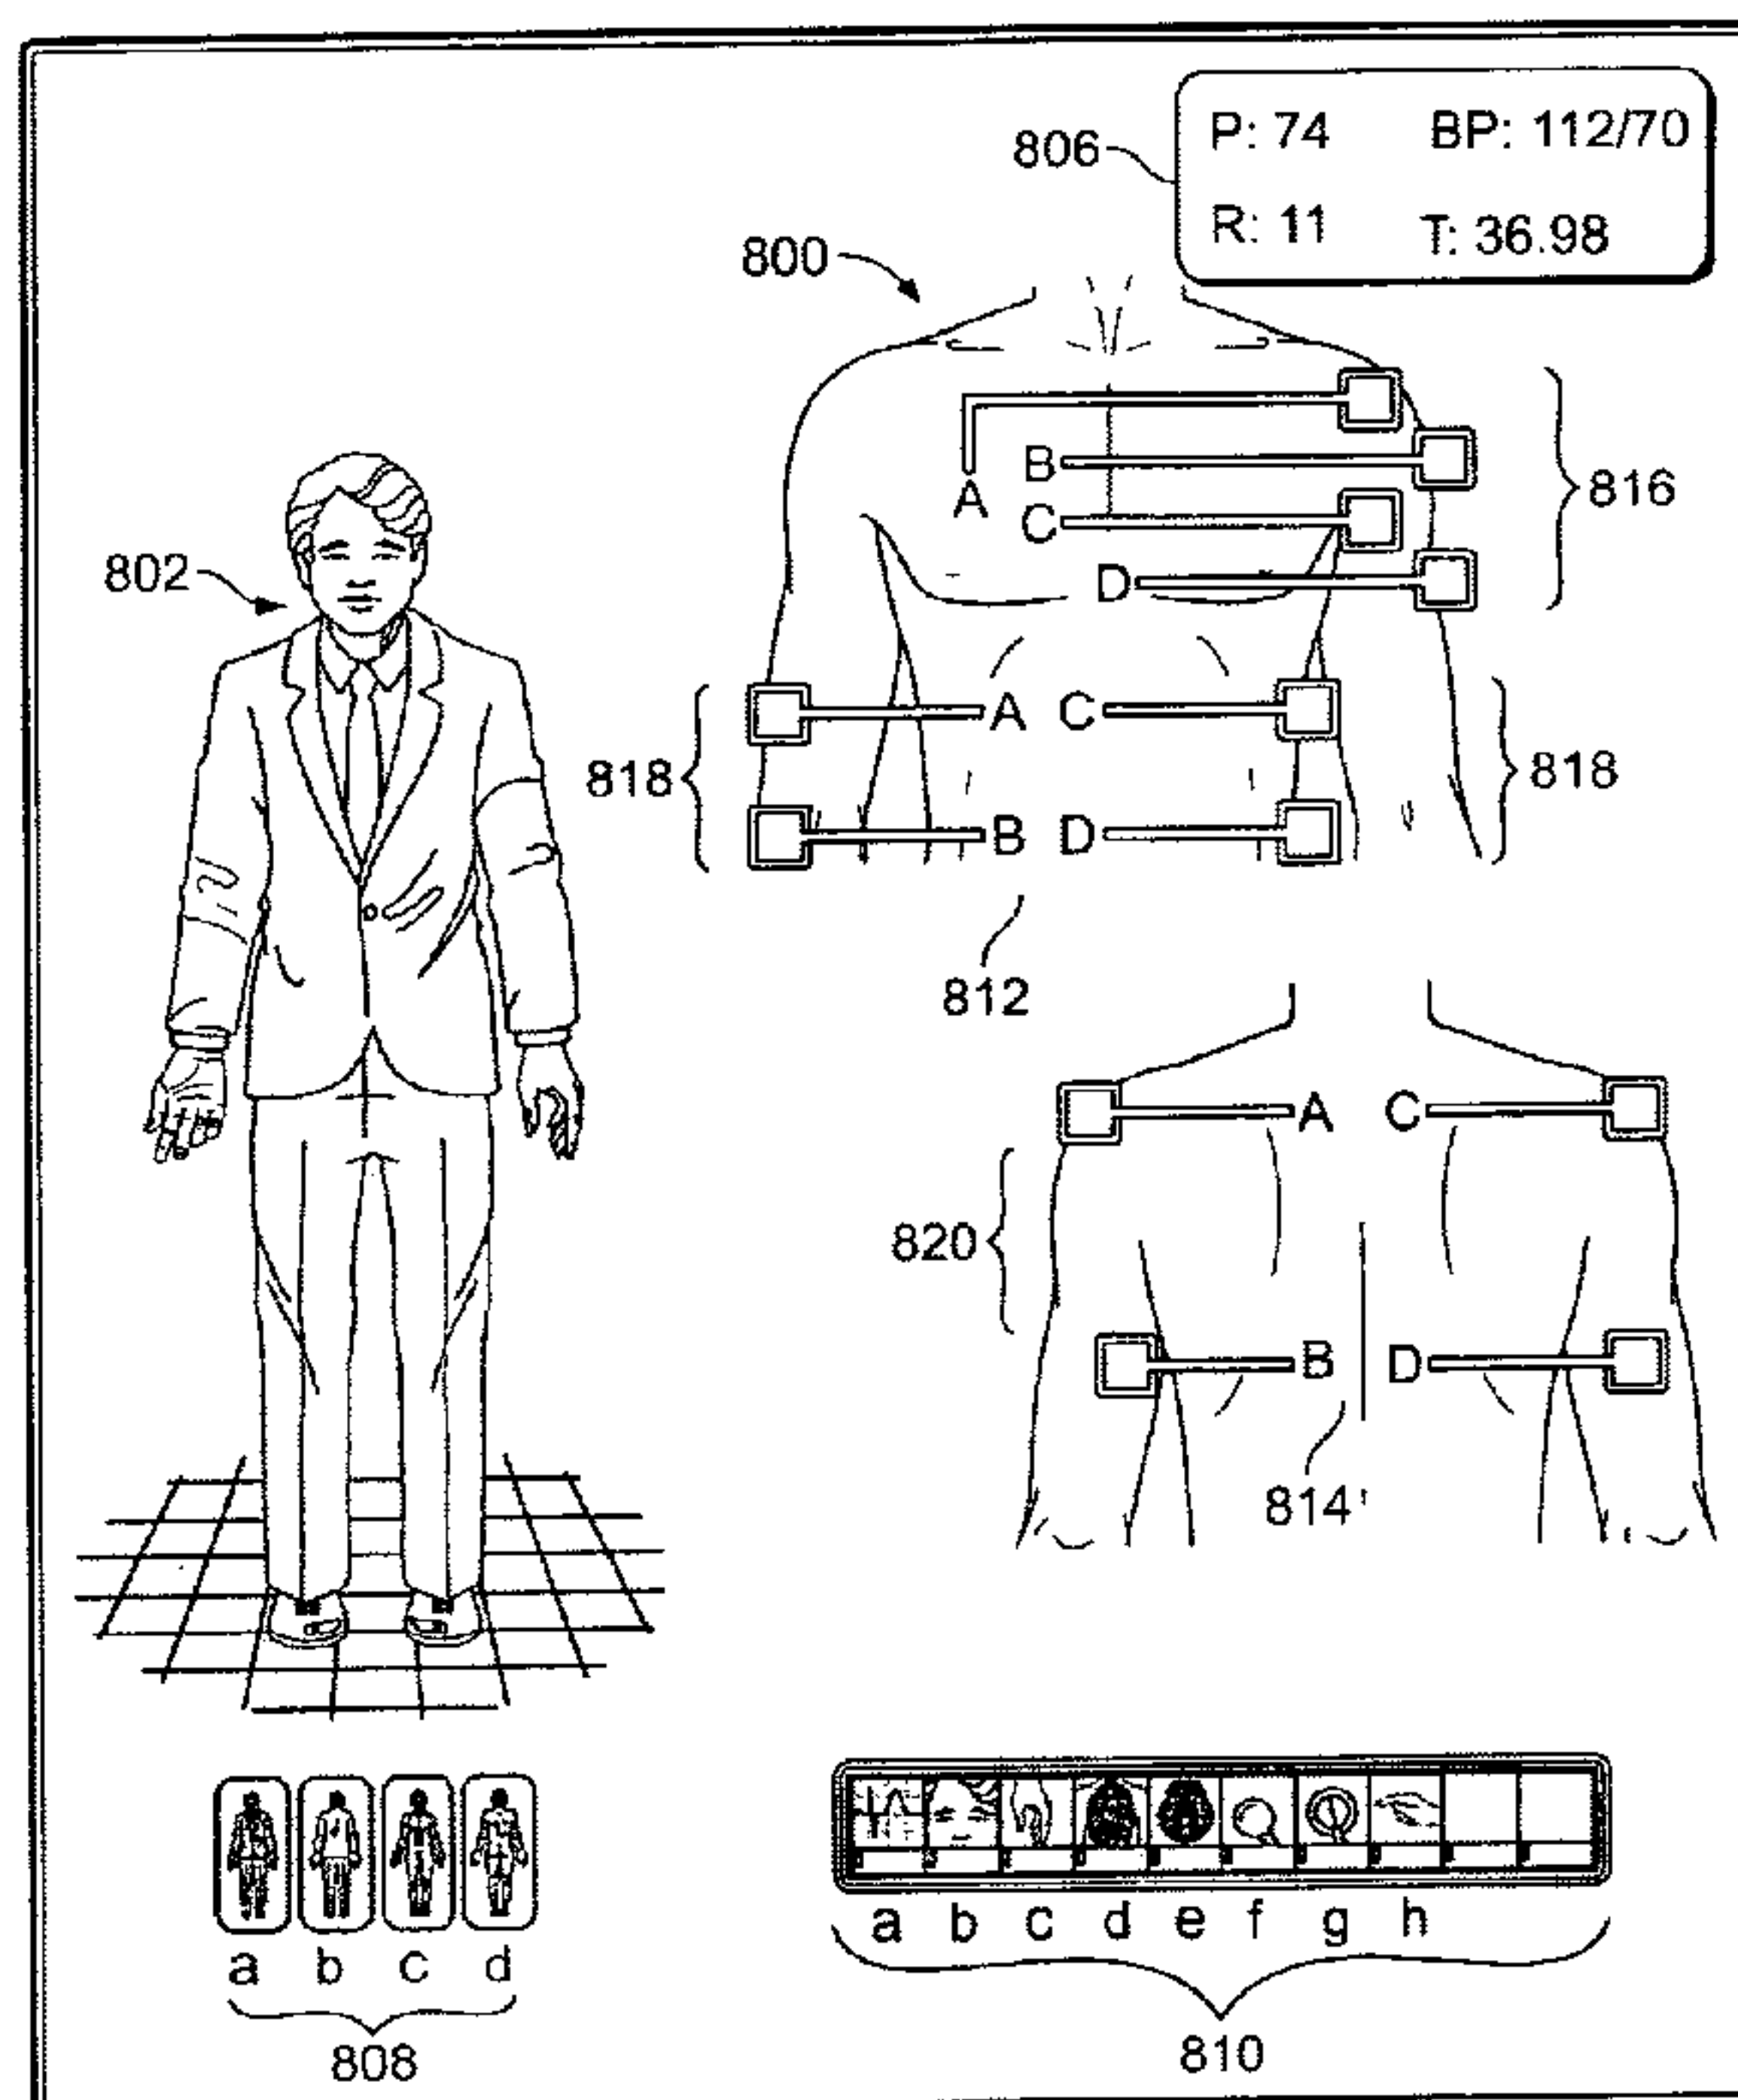 P: 74 BP: 112/70
806
R: 11 T: 36.98
800
B
816
A
C
802
D
A C
818 818
B D
812
A C
820
B D
814
a b c d e f g h
a b c d
808 810